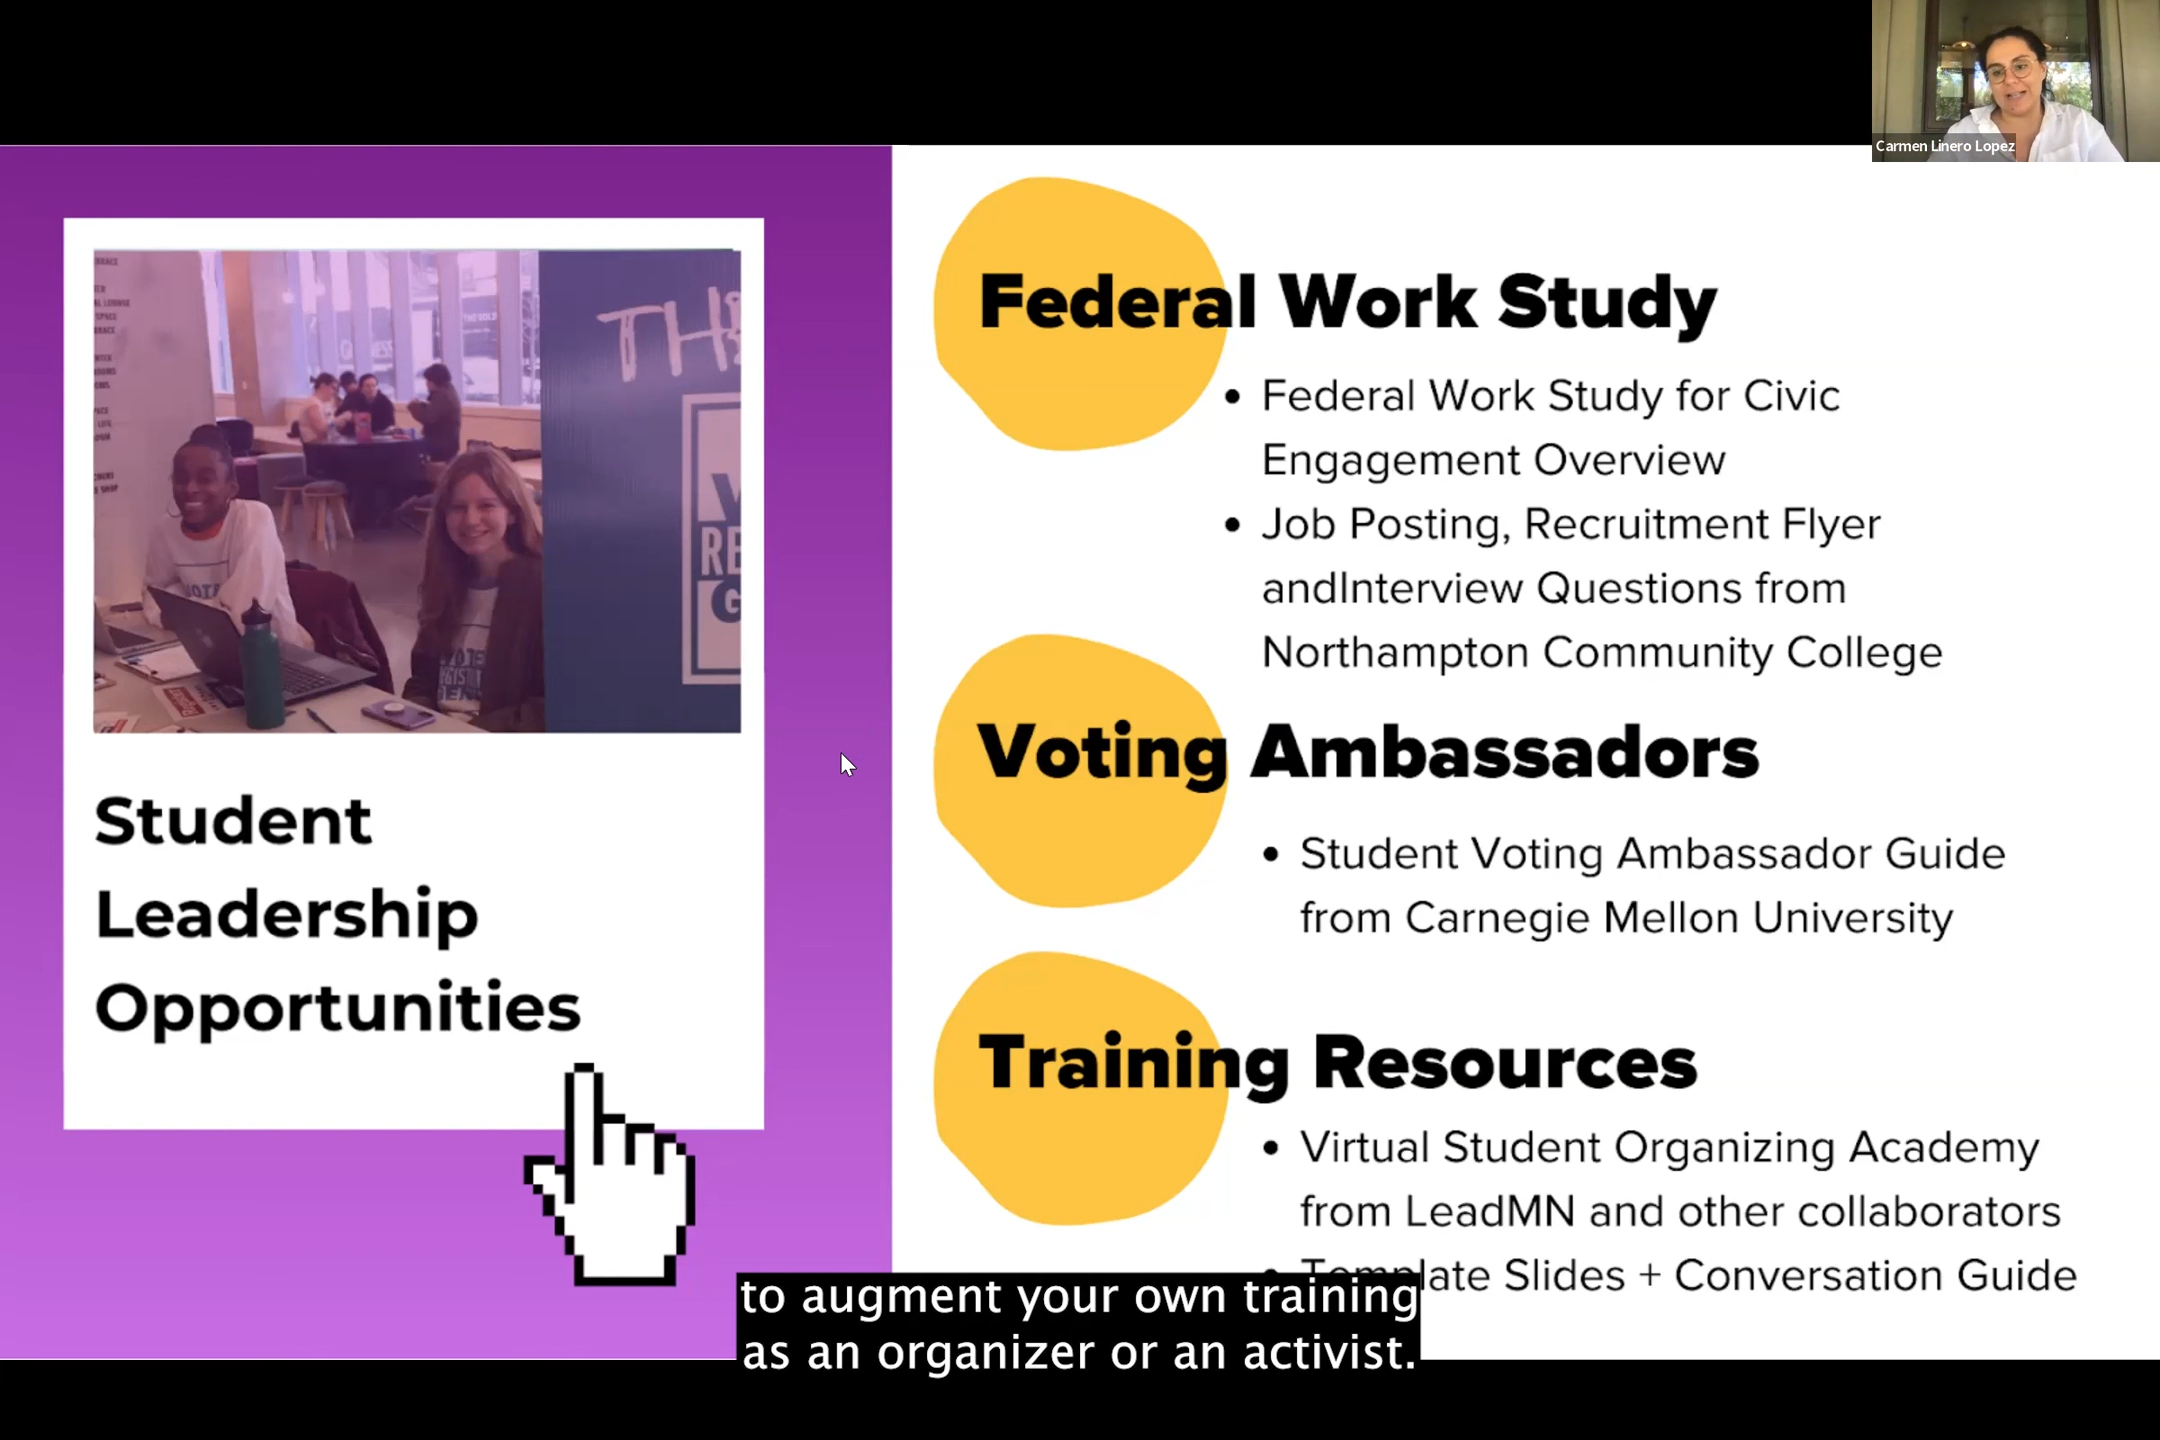 Carmen Linero Lopez
TH
V
RE
G
Student
Leadership
Opportunities
Federal Work Study
• Federal Work Study for Civic
Engagement Overview
• Job Posting, Recruitment Flyer
andInterview Questions from
Northampton Community College
Voting Ambassadors
• Student Voting Ambassador Guide
from Carnegie Mellon University
Training Resources
• Virtual Student Organizing Academy
from LeadMN and other collaborators
• Template Slides + Conversation Guide
to augment your own training
as an organizer or an activist.